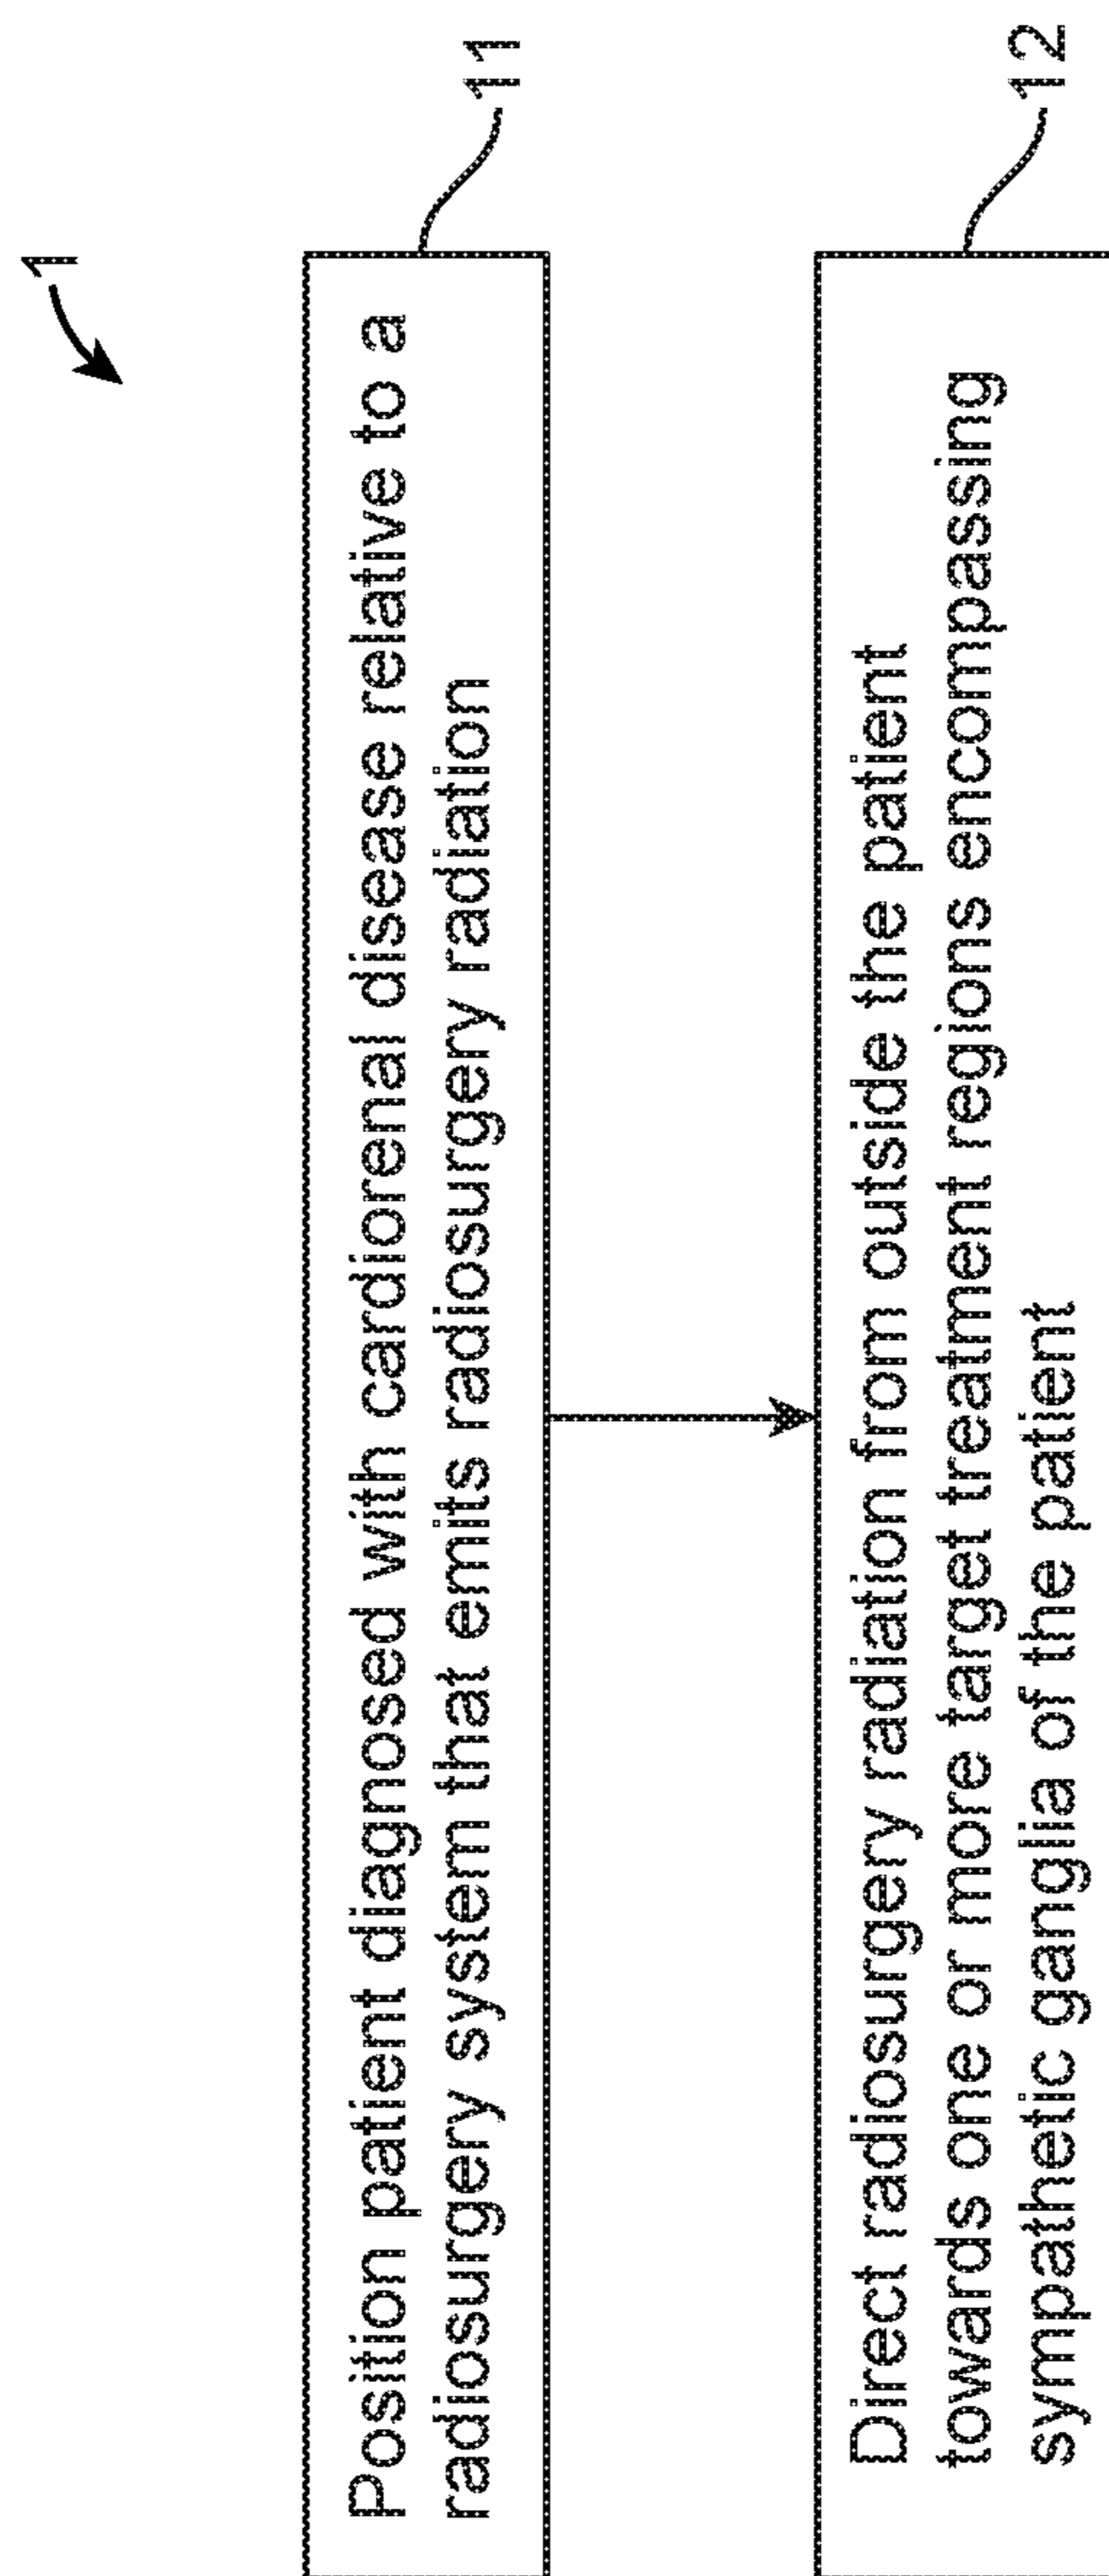 1
Position patient diagnosed with cardiorenal disease relative to a
radiosurgery system that emits radiosurgery radiation
11
Direct radiosurgery radiation from outside the patient
towards one or more target treatment regions encompassing
sympathetic ganglia of the patient
12